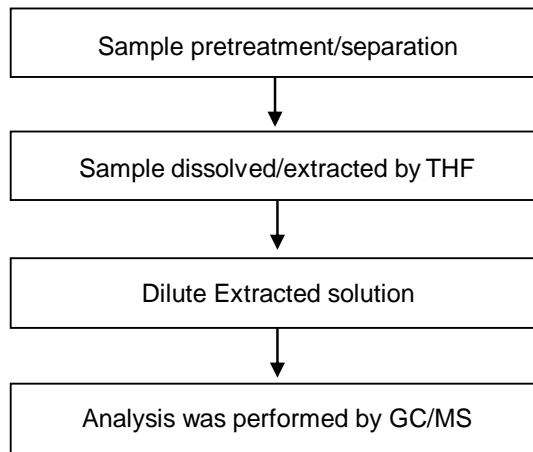 Sample pretreatment/separation
Sample dissolved/extracted by THF
Dilute Extracted solution
Analysis was performed by GC/MS